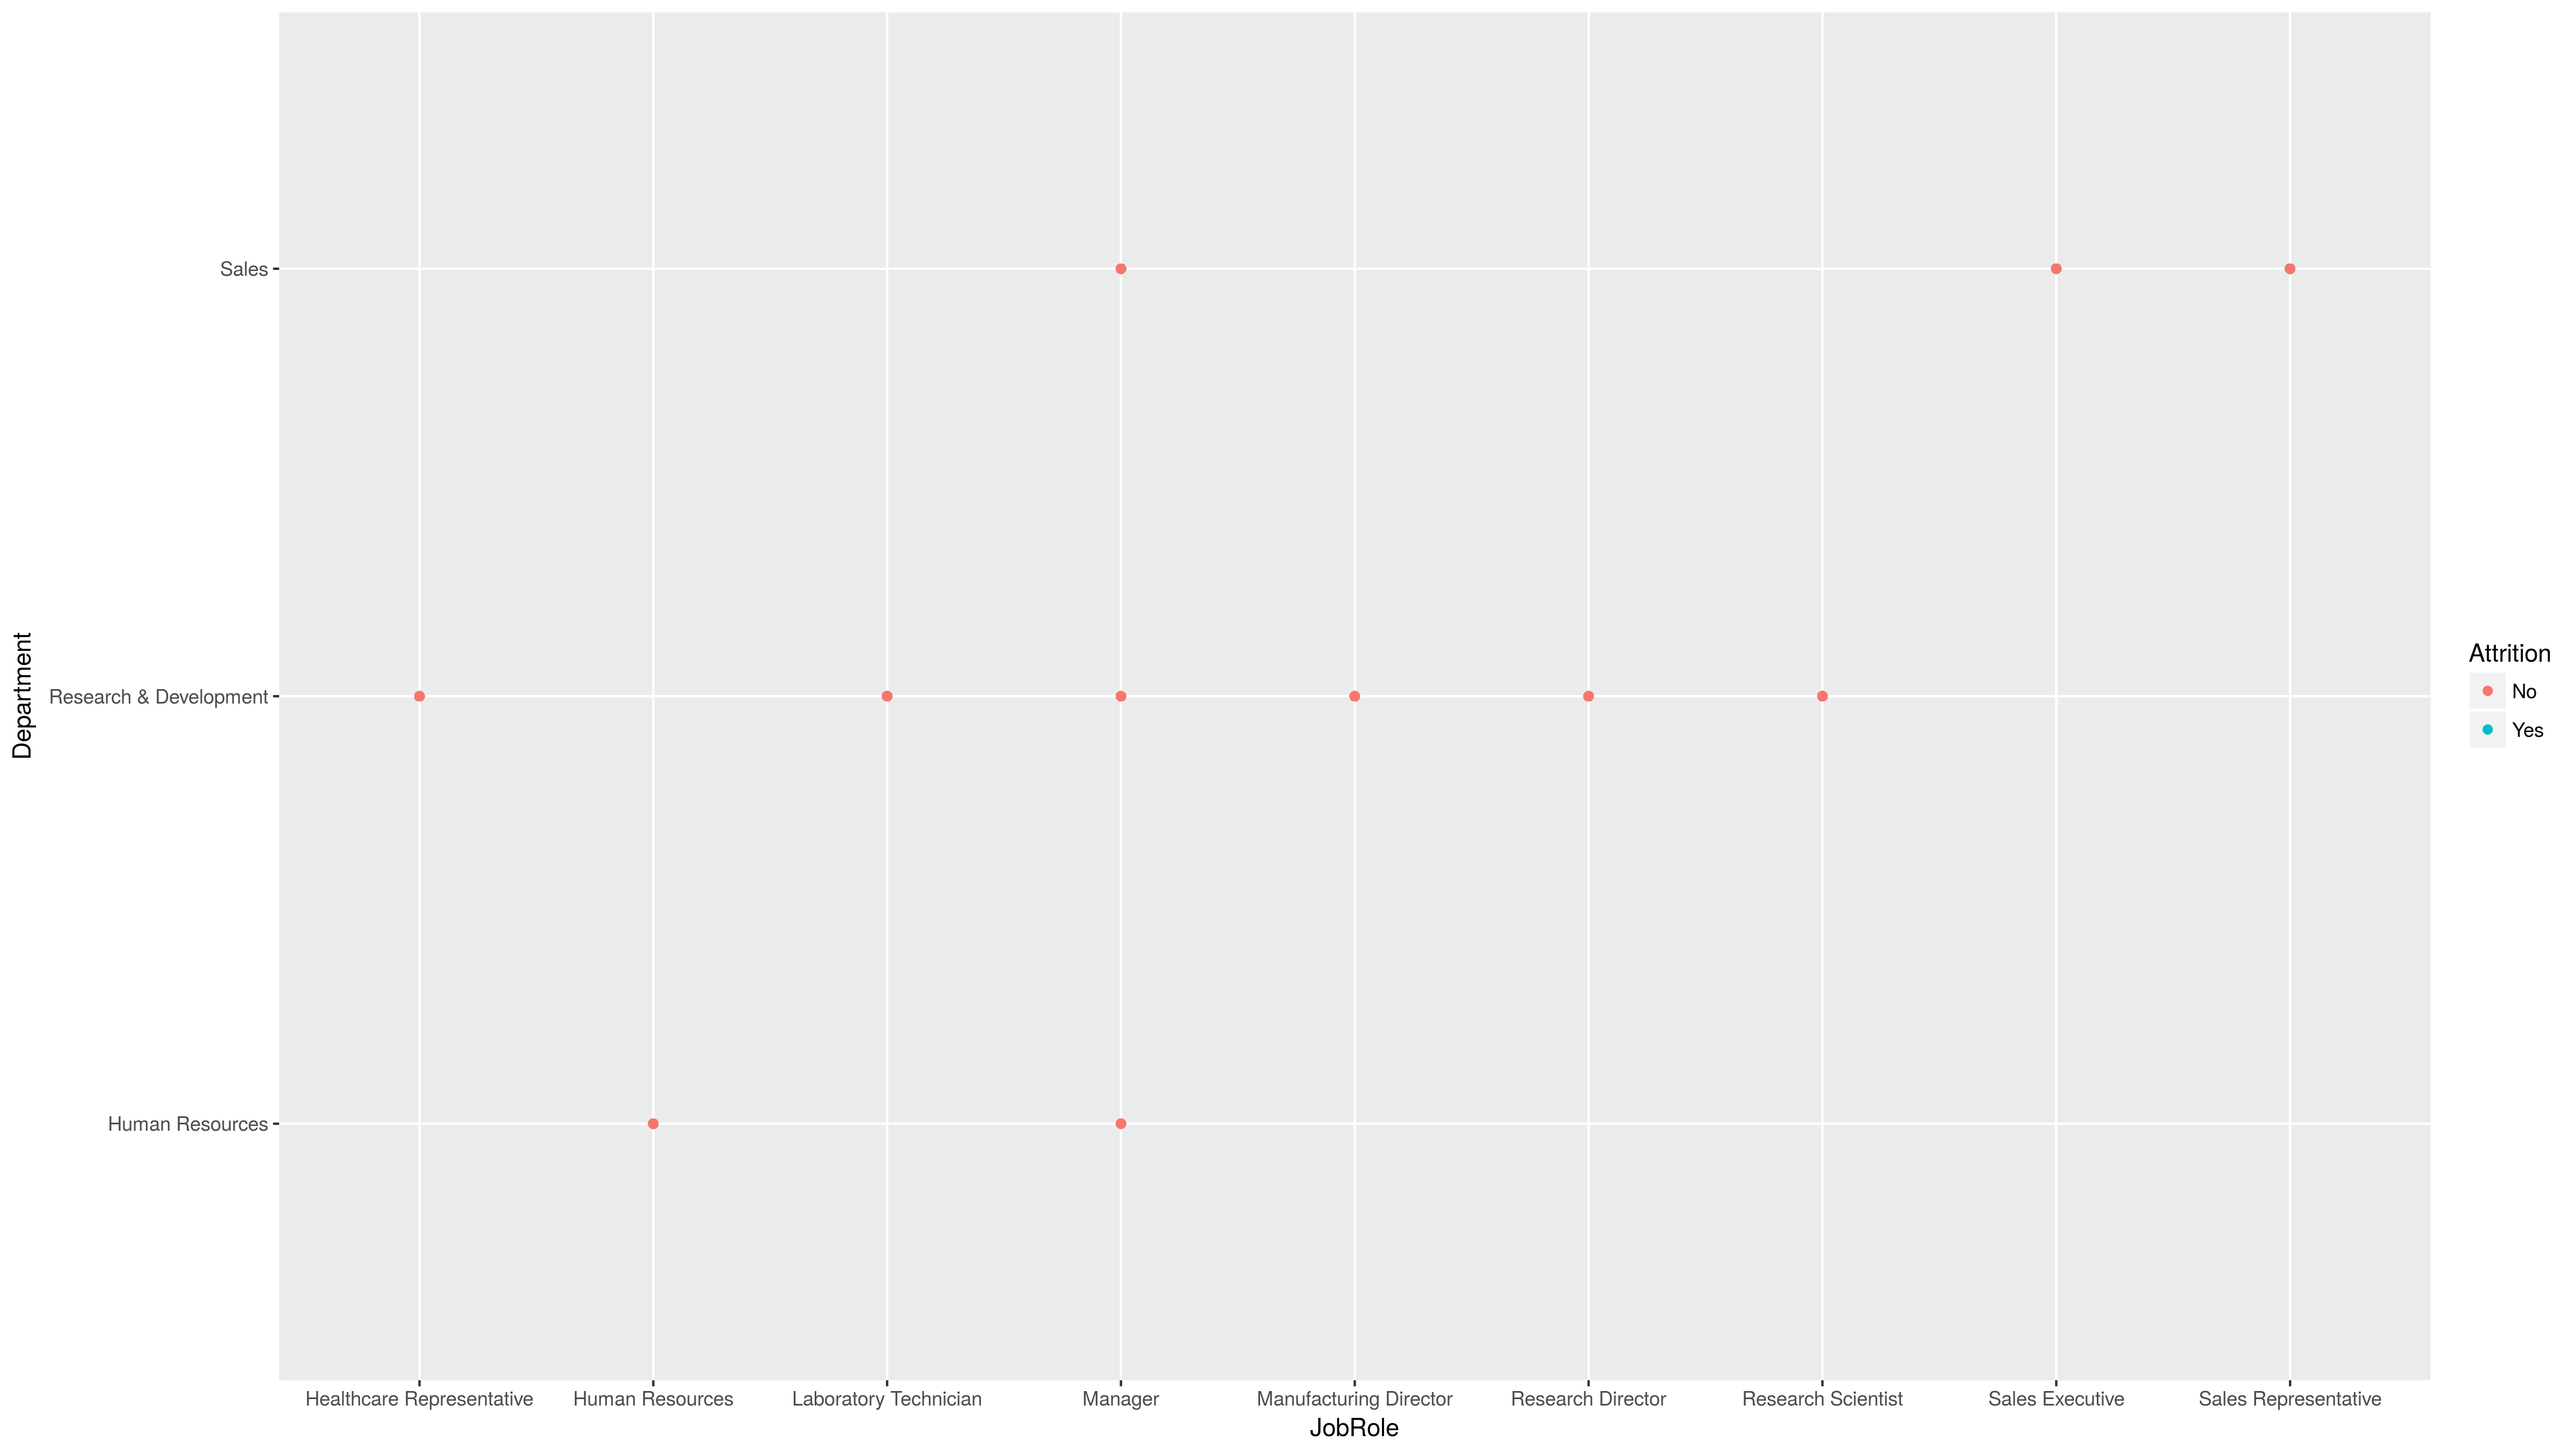 Sales
Research & Development
Human Resources
Department
Healthcare Representative
Human Resources
Laboratory Technician
Manager
Manufacturing Director
Research Director
Research Scientist
Sales Executive
Sales Representative
JobRole
Attrition
No
Yes